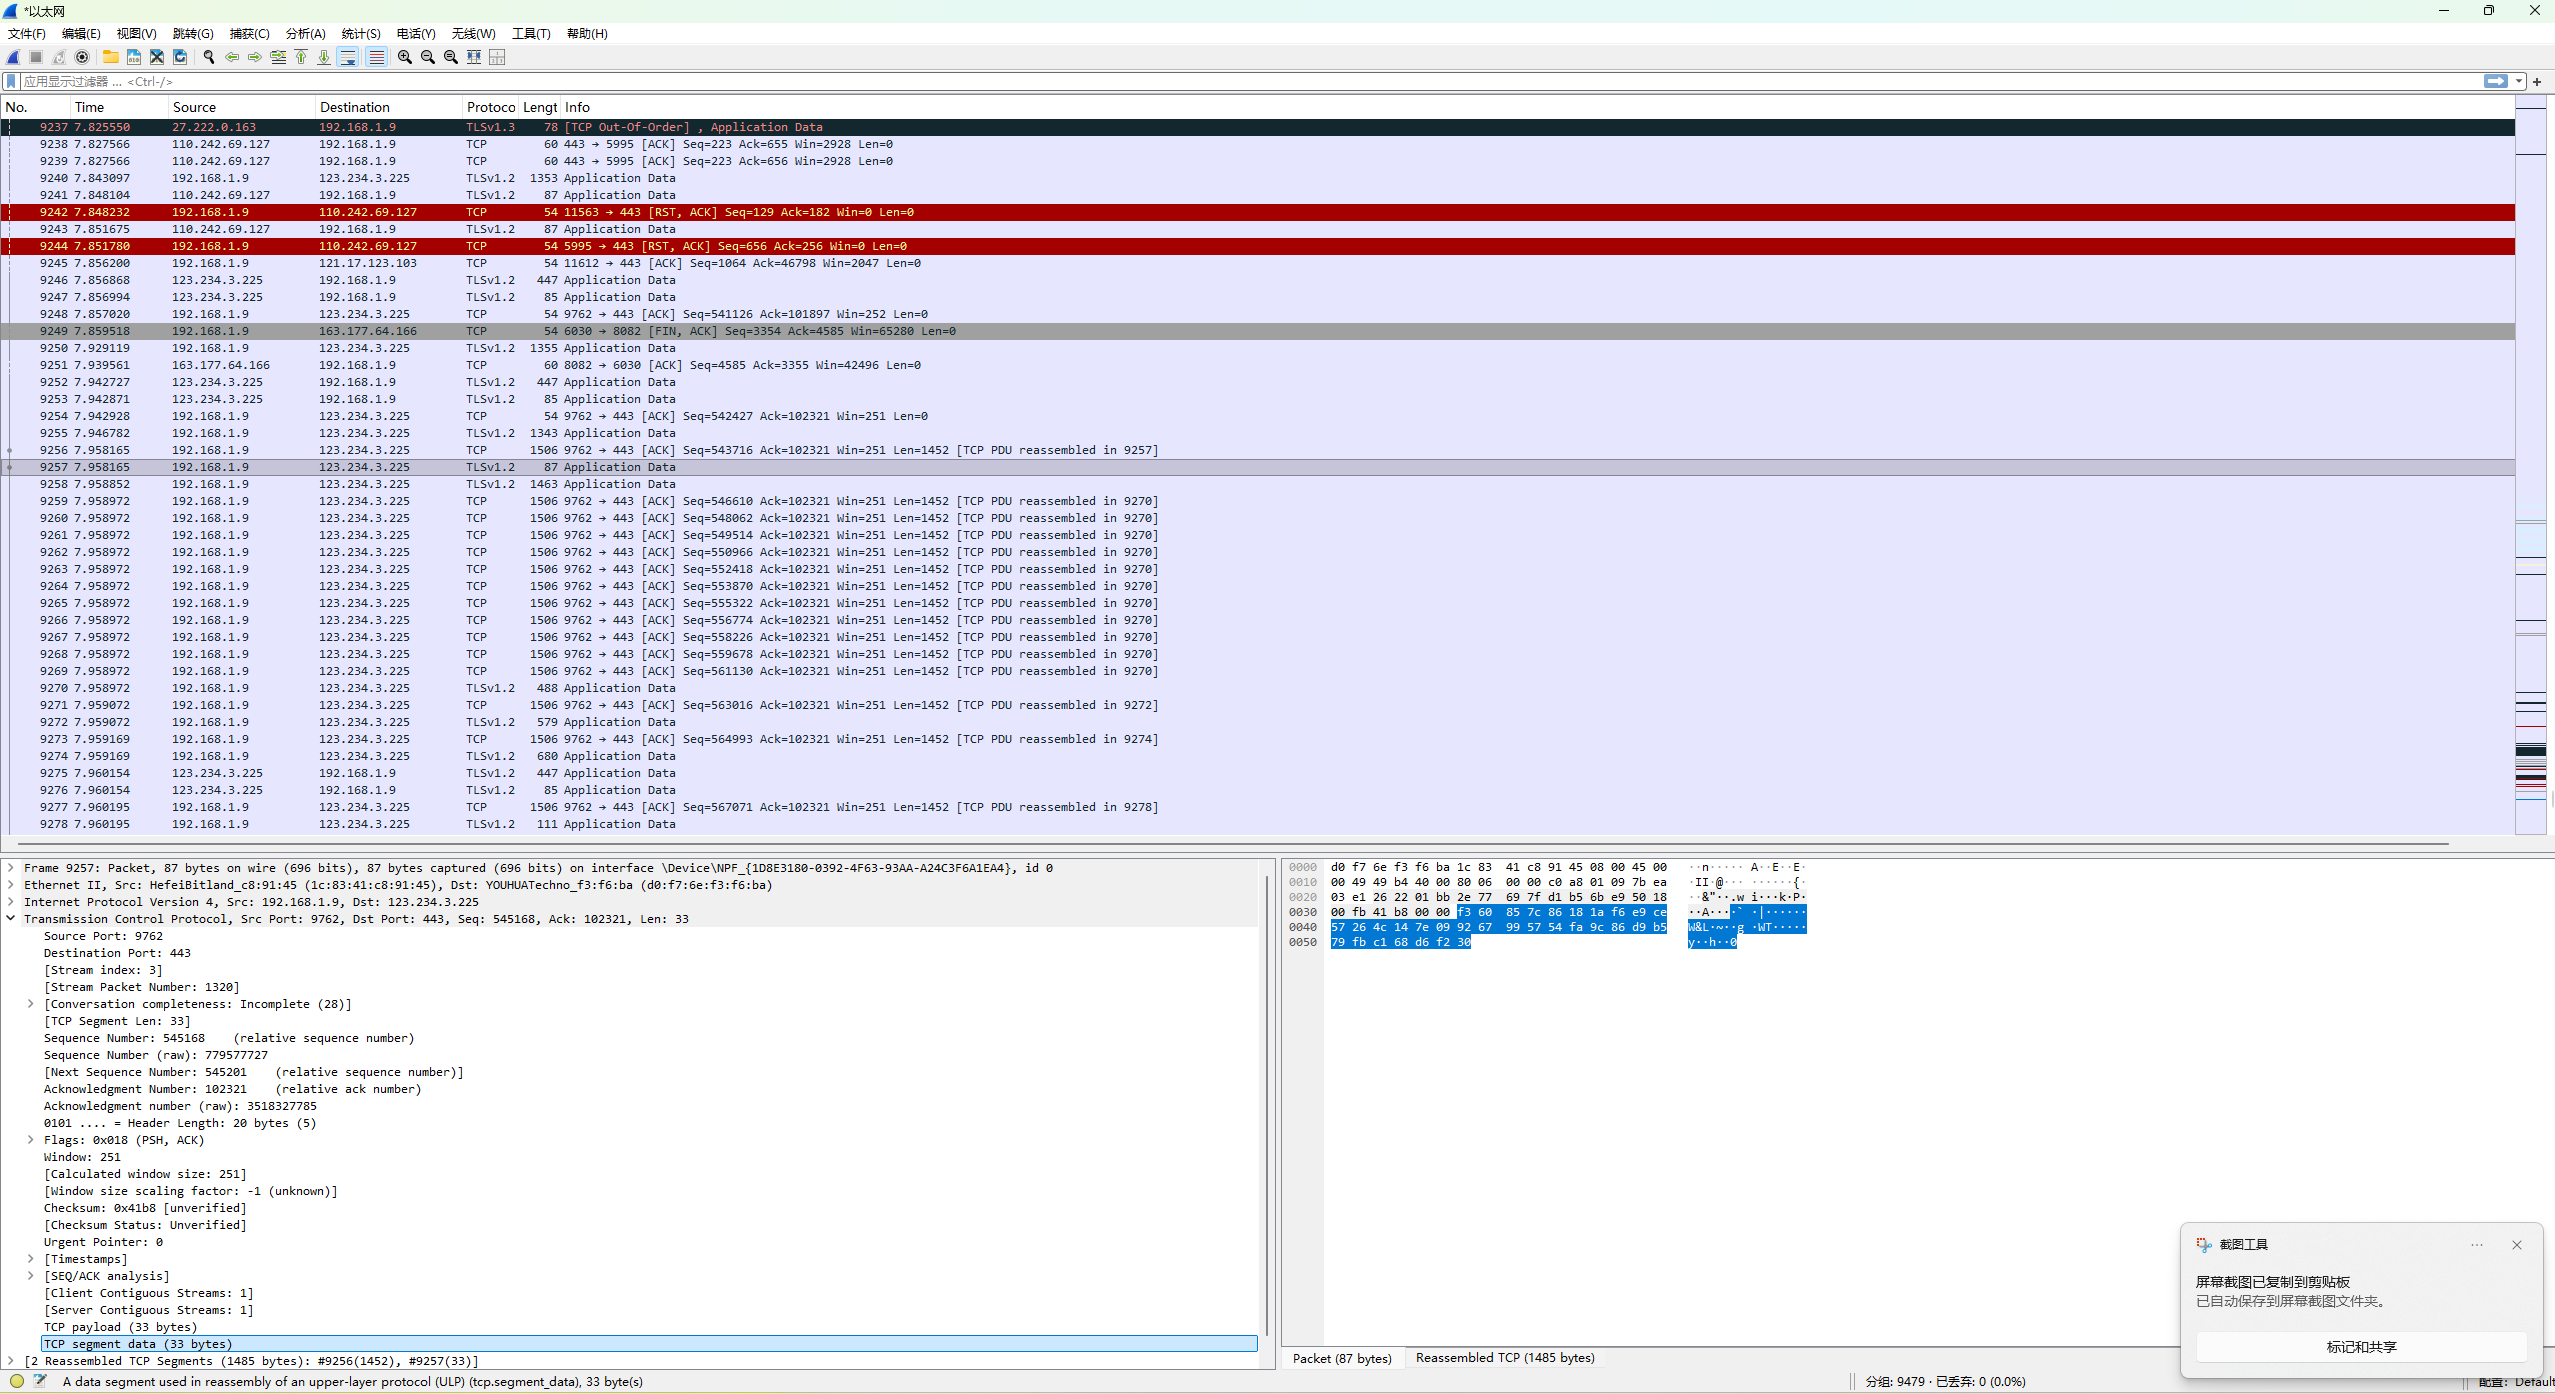 *以太网
文件(F) 编辑(E) 视图(V) 跳转(G) 捕获(C) 分析(A) 统计(S) 电话(Y) 无线(W) 工具(T) 帮助(H)
应用显示过滤器 … <Ctrl-/>
No. Time Source Destination Protoco Lengt Info
9237 7.825550 27.222.0.163 192.168.1.9 TLSv1.3 78 [TCP Out-Of-Order] , Application Data
9238 7.827566 110.242.69.127 192.168.1.9 TCP 60 443 → 5995 [ACK] Seq=223 Ack=655 Win=2928 Len=0
9239 7.827566 110.242.69.127 192.168.1.9 TCP 60 443 → 5995 [ACK] Seq=223 Ack=656 Win=2928 Len=0
9240 7.843097 192.168.1.9 123.234.3.225 TLSv1.2 1353 Application Data
9241 7.848104 110.242.69.127 192.168.1.9 TLSv1.2 87 Application Data
9242 7.848232 192.168.1.9 110.242.69.127 TCP 54 11563 → 443 [RST, ACK] Seq=129 Ack=182 Win=0 Len=0
9243 7.851675 110.242.69.127 192.168.1.9 TLSv1.2 87 Application Data
9244 7.851780 192.168.1.9 110.242.69.127 TCP 54 5995 → 443 [RST, ACK] Seq=656 Ack=256 Win=0 Len=0
9245 7.856200 192.168.1.9 121.17.123.103 TCP 54 11612 → 443 [ACK] Seq=1064 Ack=46798 Win=2047 Len=0
9246 7.856868 123.234.3.225 192.168.1.9 TLSv1.2 447 Application Data
9247 7.856994 123.234.3.225 192.168.1.9 TLSv1.2 85 Application Data
9248 7.857020 192.168.1.9 123.234.3.225 TCP 54 9762 → 443 [ACK] Seq=541126 Ack=101897 Win=252 Len=0
9249 7.859518 192.168.1.9 163.177.64.166 TCP 54 6030 → 8082 [FIN, ACK] Seq=3354 Ack=4585 Win=65280 Len=0
9250 7.929119 192.168.1.9 123.234.3.225 TLSv1.2 1355 Application Data
9251 7.939561 163.177.64.166 192.168.1.9 TCP 60 8082 → 6030 [ACK] Seq=4585 Ack=3355 Win=42496 Len=0
9252 7.942727 123.234.3.225 192.168.1.9 TLSv1.2 447 Application Data
9253 7.942871 123.234.3.225 192.168.1.9 TLSv1.2 85 Application Data
9254 7.942928 192.168.1.9 123.234.3.225 TCP 54 9762 → 443 [ACK] Seq=542427 Ack=102321 Win=251 Len=0
9255 7.946782 192.168.1.9 123.234.3.225 TLSv1.2 1343 Application Data
9256 7.958165 192.168.1.9 123.234.3.225 TCP 1506 9762 → 443 [ACK] Seq=543716 Ack=102321 Win=251 Len=1452 [TCP PDU reassembled in 9257]
9257 7.958165 192.168.1.9 123.234.3.225 TLSv1.2 87 Application Data
9258 7.958852 192.168.1.9 123.234.3.225 TLSv1.2 1463 Application Data
9259 7.958972 192.168.1.9 123.234.3.225 TCP 1506 9762 → 443 [ACK] Seq=546610 Ack=102321 Win=251 Len=1452 [TCP PDU reassembled in 9270]
9260 7.958972 192.168.1.9 123.234.3.225 TCP 1506 9762 → 443 [ACK] Seq=548062 Ack=102321 Win=251 Len=1452 [TCP PDU reassembled in 9270]
9261 7.958972 192.168.1.9 123.234.3.225 TCP 1506 9762 → 443 [ACK] Seq=549514 Ack=102321 Win=251 Len=1452 [TCP PDU reassembled in 9270]
9262 7.958972 192.168.1.9 123.234.3.225 TCP 1506 9762 → 443 [ACK] Seq=550966 Ack=102321 Win=251 Len=1452 [TCP PDU reassembled in 9270]
9263 7.958972 192.168.1.9 123.234.3.225 TCP 1506 9762 → 443 [ACK] Seq=552418 Ack=102321 Win=251 Len=1452 [TCP PDU reassembled in 9270]
9264 7.958972 192.168.1.9 123.234.3.225 TCP 1506 9762 → 443 [ACK] Seq=553870 Ack=102321 Win=251 Len=1452 [TCP PDU reassembled in 9270]
9265 7.958972 192.168.1.9 123.234.3.225 TCP 1506 9762 → 443 [ACK] Seq=555322 Ack=102321 Win=251 Len=1452 [TCP PDU reassembled in 9270]
9266 7.958972 192.168.1.9 123.234.3.225 TCP 1506 9762 → 443 [ACK] Seq=556774 Ack=102321 Win=251 Len=1452 [TCP PDU reassembled in 9270]
9267 7.958972 192.168.1.9 123.234.3.225 TCP 1506 9762 → 443 [ACK] Seq=558226 Ack=102321 Win=251 Len=1452 [TCP PDU reassembled in 9270]
9268 7.958972 192.168.1.9 123.234.3.225 TCP 1506 9762 → 443 [ACK] Seq=559678 Ack=102321 Win=251 Len=1452 [TCP PDU reassembled in 9270]
9269 7.958972 192.168.1.9 123.234.3.225 TCP 1506 9762 → 443 [ACK] Seq=561130 Ack=102321 Win=251 Len=1452 [TCP PDU reassembled in 9270]
9270 7.958972 192.168.1.9 123.234.3.225 TLSv1.2 488 Application Data
9271 7.959072 192.168.1.9 123.234.3.225 TCP 1506 9762 → 443 [ACK] Seq=563016 Ack=102321 Win=251 Len=1452 [TCP PDU reassembled in 9272]
9272 7.959072 192.168.1.9 123.234.3.225 TLSv1.2 579 Application Data
9273 7.959169 192.168.1.9 123.234.3.225 TCP 1506 9762 → 443 [ACK] Seq=564993 Ack=102321 Win=251 Len=1452 [TCP PDU reassembled in 9274]
9274 7.959169 192.168.1.9 123.234.3.225 TLSv1.2 680 Application Data
9275 7.960154 123.234.3.225 192.168.1.9 TLSv1.2 447 Application Data
9276 7.960154 123.234.3.225 192.168.1.9 TLSv1.2 85 Application Data
9277 7.960195 192.168.1.9 123.234.3.225 TCP 1506 9762 → 443 [ACK] Seq=567071 Ack=102321 Win=251 Len=1452 [TCP PDU reassembled in 9278]
9278 7.960195 192.168.1.9 123.234.3.225 TLSv1.2 111 Application Data
Frame 9257: Packet, 87 bytes on wire (696 bits), 87 bytes captured (696 bits) on interface \Device\NPF_{1D8E3180-0392-4F63-93AA-A24C3F6A1EA4}, id 0
Ethernet II, Src: HefeiBitland_c8:91:45 (1c:83:41:c8:91:45), Dst: YOUHUATechno_f3:f6:ba (d0:f7:6e:f3:f6:ba)
Internet Protocol Version 4, Src: 192.168.1.9, Dst: 123.234.3.225
Transmission Control Protocol, Src Port: 9762, Dst Port: 443, Seq: 545168, Ack: 102321, Len: 33
Source Port: 9762
Destination Port: 443
[Stream index: 3]
[Stream Packet Number: 1320]
[Conversation completeness: Incomplete (28)]
[TCP Segment Len: 33]
Sequence Number: 545168 (relative sequence number)
Sequence Number (raw): 779577727
[Next Sequence Number: 545201 (relative sequence number)]
Acknowledgment Number: 102321 (relative ack number)
Acknowledgment number (raw): 3518327785
0101 .... = Header Length: 20 bytes (5)
Flags: 0x018 (PSH, ACK)
Window: 251
[Calculated window size: 251]
[Window size scaling factor: -1 (unknown)]
Checksum: 0x41b8 [unverified]
[Checksum Status: Unverified]
Urgent Pointer: 0
[Timestamps]
[SEQ/ACK analysis]
[Client Contiguous Streams: 1]
[Server Contiguous Streams: 1]
TCP payload (33 bytes)
TCP segment data (33 bytes)
[2 Reassembled TCP Segments (1485 bytes): #9256(1452), #9257(33)]
0000 d0 f7 6e f3 f6 ba 1c 83 41 c8 91 45 08 00 45 00 ··n····· A··E··E·
0010 00 49 49 b4 40 00 80 06 00 00 c0 a8 01 09 7b ea ·II·@··· ······{·
0020 03 e1 26 22 01 bb 2e 77 69 7f d1 b5 6b e9 50 18 ··&"··.w i···k·P·
0030 00 fb 41 b8 00 00 f3 60 85 7c 86 18 1a f6 e9 ce ··A····` ·|······
0040 57 26 4c 14 7e 09 92 67 99 57 54 fa 9c 86 d9 b5 W&L·~··g ·WT·····
0050 79 fb c1 68 d6 f2 30 y··h··0
Packet (87 bytes) Reassembled TCP (1485 bytes)
截图工具
屏幕截图已复制到剪贴板
已自动保存到屏幕截图文件夹。
标记和共享
A data segment used in reassembly of an upper-layer protocol (ULP) (tcp.segment_data), 33 byte(s)
分组: 9479 · 已丢弃: 0 (0.0%)
配置: Default